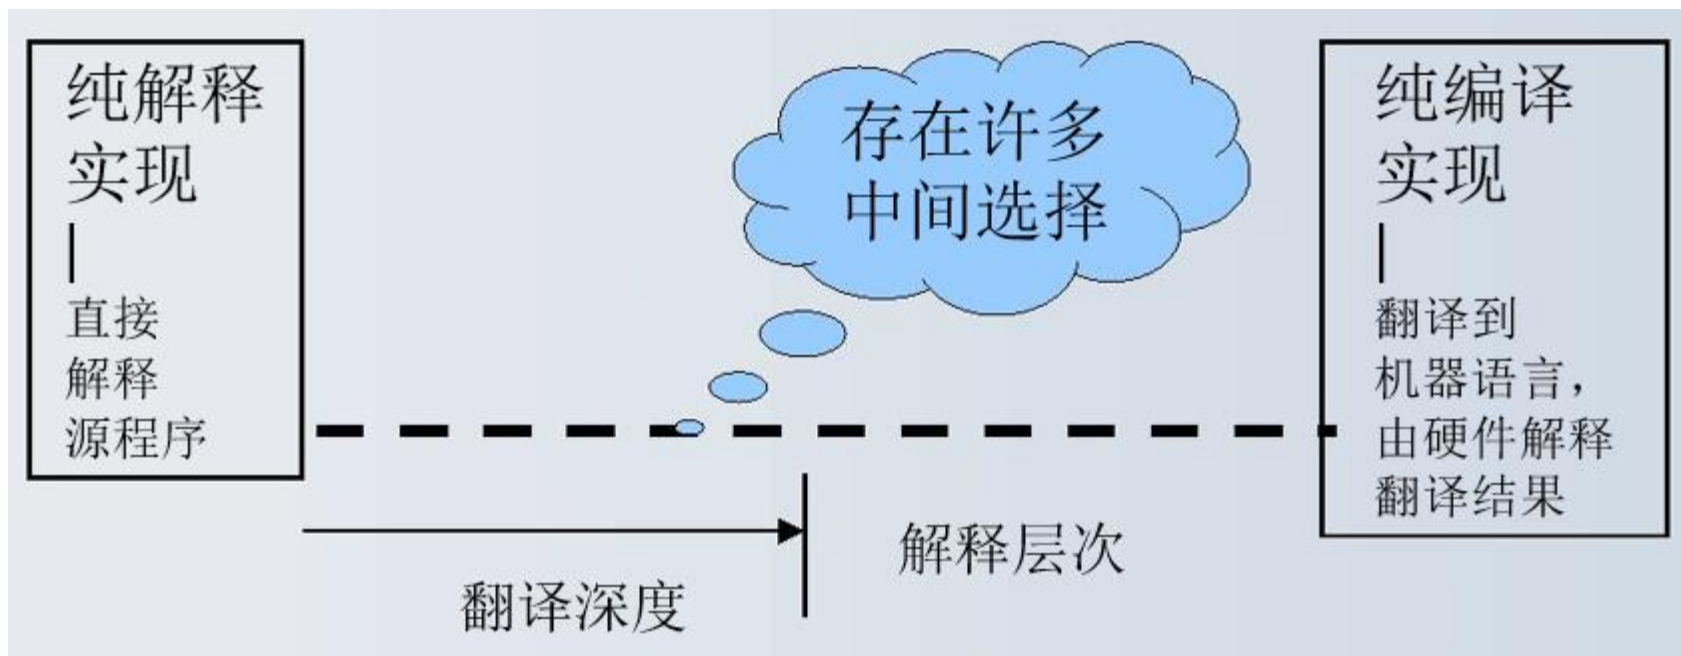 纯解释
实现
|
直接
解释
源程序
存在许多
中间选择
纯编译
实现
|
翻译到
机器语言，
由硬件解释
翻译结果
解释层次
翻译深度